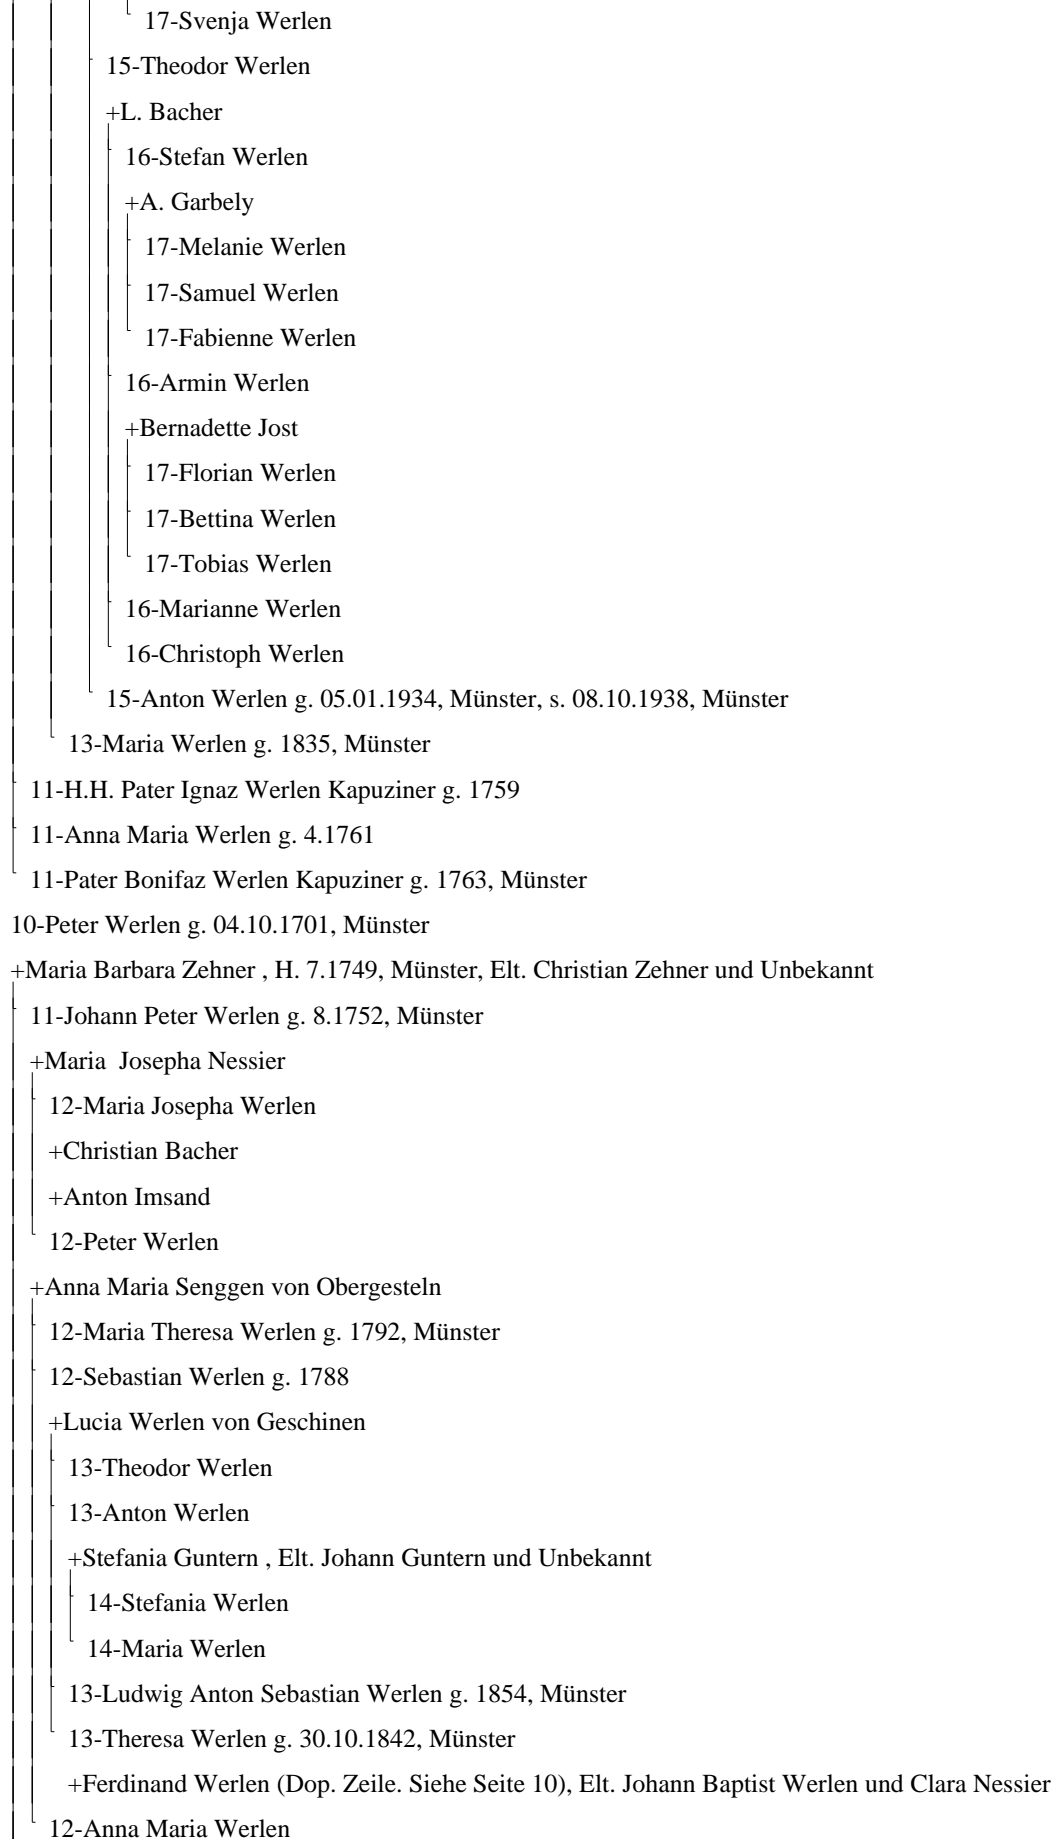 17-Svenja Werlen
15-Theodor Werlen
+L. Bacher
16-Stefan Werlen
+A. Garbely
17-Melanie Werlen
17-Samuel Werlen
17-Fabienne Werlen
16-Armin Werlen
+Bernadette Jost
17-Florian Werlen
17-Bettina Werlen
17-Tobias Werlen
16-Marianne Werlen
16-Christoph Werlen
15-Anton Werlen g. 05.01.1934, Münster, s. 08.10.1938, Münster
13-Maria Werlen g. 1835, Münster
11-H.H. Pater Ignaz Werlen Kapuziner g. 1759
11-Anna Maria Werlen g. 4.1761
11-Pater Bonifaz Werlen Kapuziner g. 1763, Münster
10-Peter Werlen g. 04.10.1701, Münster
+Maria Barbara Zehner , H. 7.1749, Münster, Elt. Christian Zehner und Unbekannt
11-Johann Peter Werlen g. 8.1752, Münster
+Maria  Josepha Nessier
12-Maria Josepha Werlen
+Christian Bacher
+Anton Imsand
12-Peter Werlen
+Anna Maria Senggen von Obergesteln
12-Maria Theresa Werlen g. 1792, Münster
12-Sebastian Werlen g. 1788
+Lucia Werlen von Geschinen
13-Theodor Werlen
13-Anton Werlen
+Stefania Guntern , Elt. Johann Guntern und Unbekannt
14-Stefania Werlen
14-Maria Werlen
13-Ludwig Anton Sebastian Werlen g. 1854, Münster
13-Theresa Werlen g. 30.10.1842, Münster
+Ferdinand Werlen (Dop. Zeile. Siehe Seite 10), Elt. Johann Baptist Werlen und Clara Nessier
12-Anna Maria Werlen